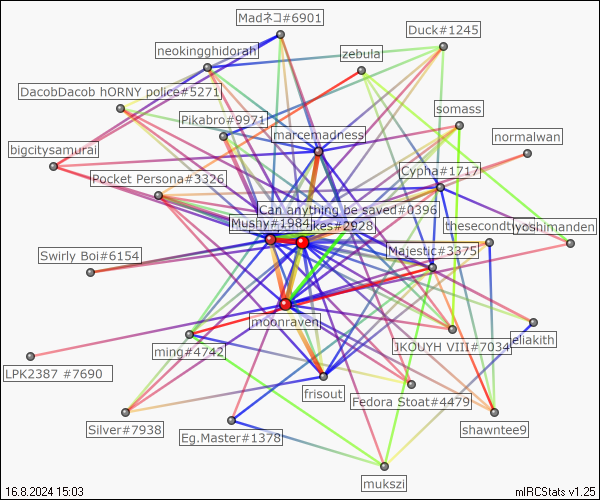 Madネコ#6901
Duck#1245
neokingghidorah
zebula
DacobDacob hORNY police#5271
somass
Pikabro#9971
marcemadness
normalwan
bigcitysamurai
Cypha#1717
Pocket Persona#3326
Can anything be saved#0396
Mushy#1984
ikes#2928
yoshimanden
Majestic#3375
Swirly Boi#6154
moonraven
eliakith
ming#4742
JKOUYH VIII#7034
LPK2387 #7690
frisout
Fedora Stoat#4479
Silver#7938
shawntee9
Eg.Master#1378
mukszi
16.8.2024 15:03
mIRCStats v1.25